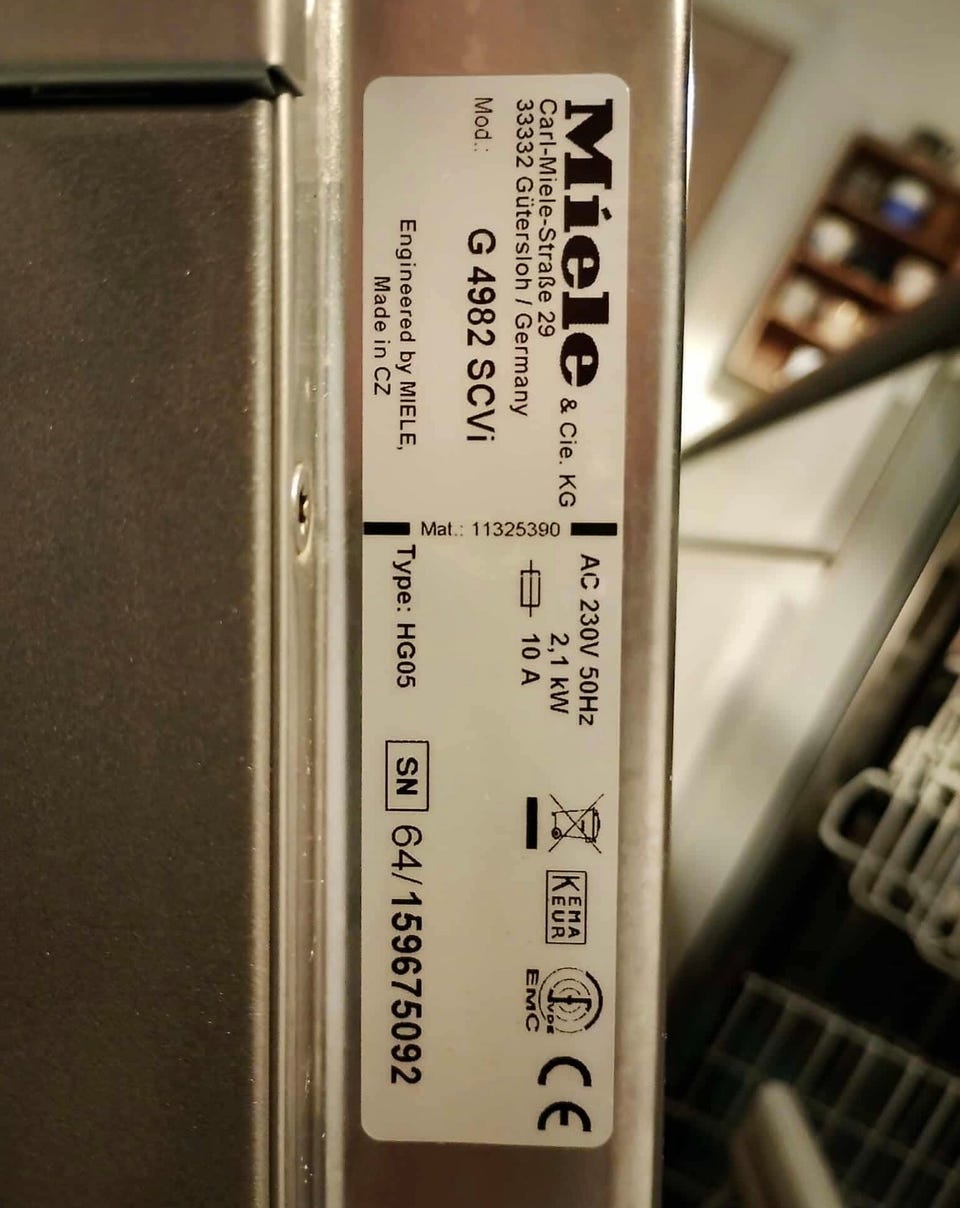 Miele & Cie. KG
Carl-Miele-Straße 29
33332 Gütersloh / Germany
Mod.: G 4982 SCVi
Engineered by MIELE,
Made in CZ
Mat.: 11325390
AC 230V 50Hz
2,1 kW
10 A
Type: HG05
SN 64/159675092
KEMA
KEUR
VDE
EMC
CE